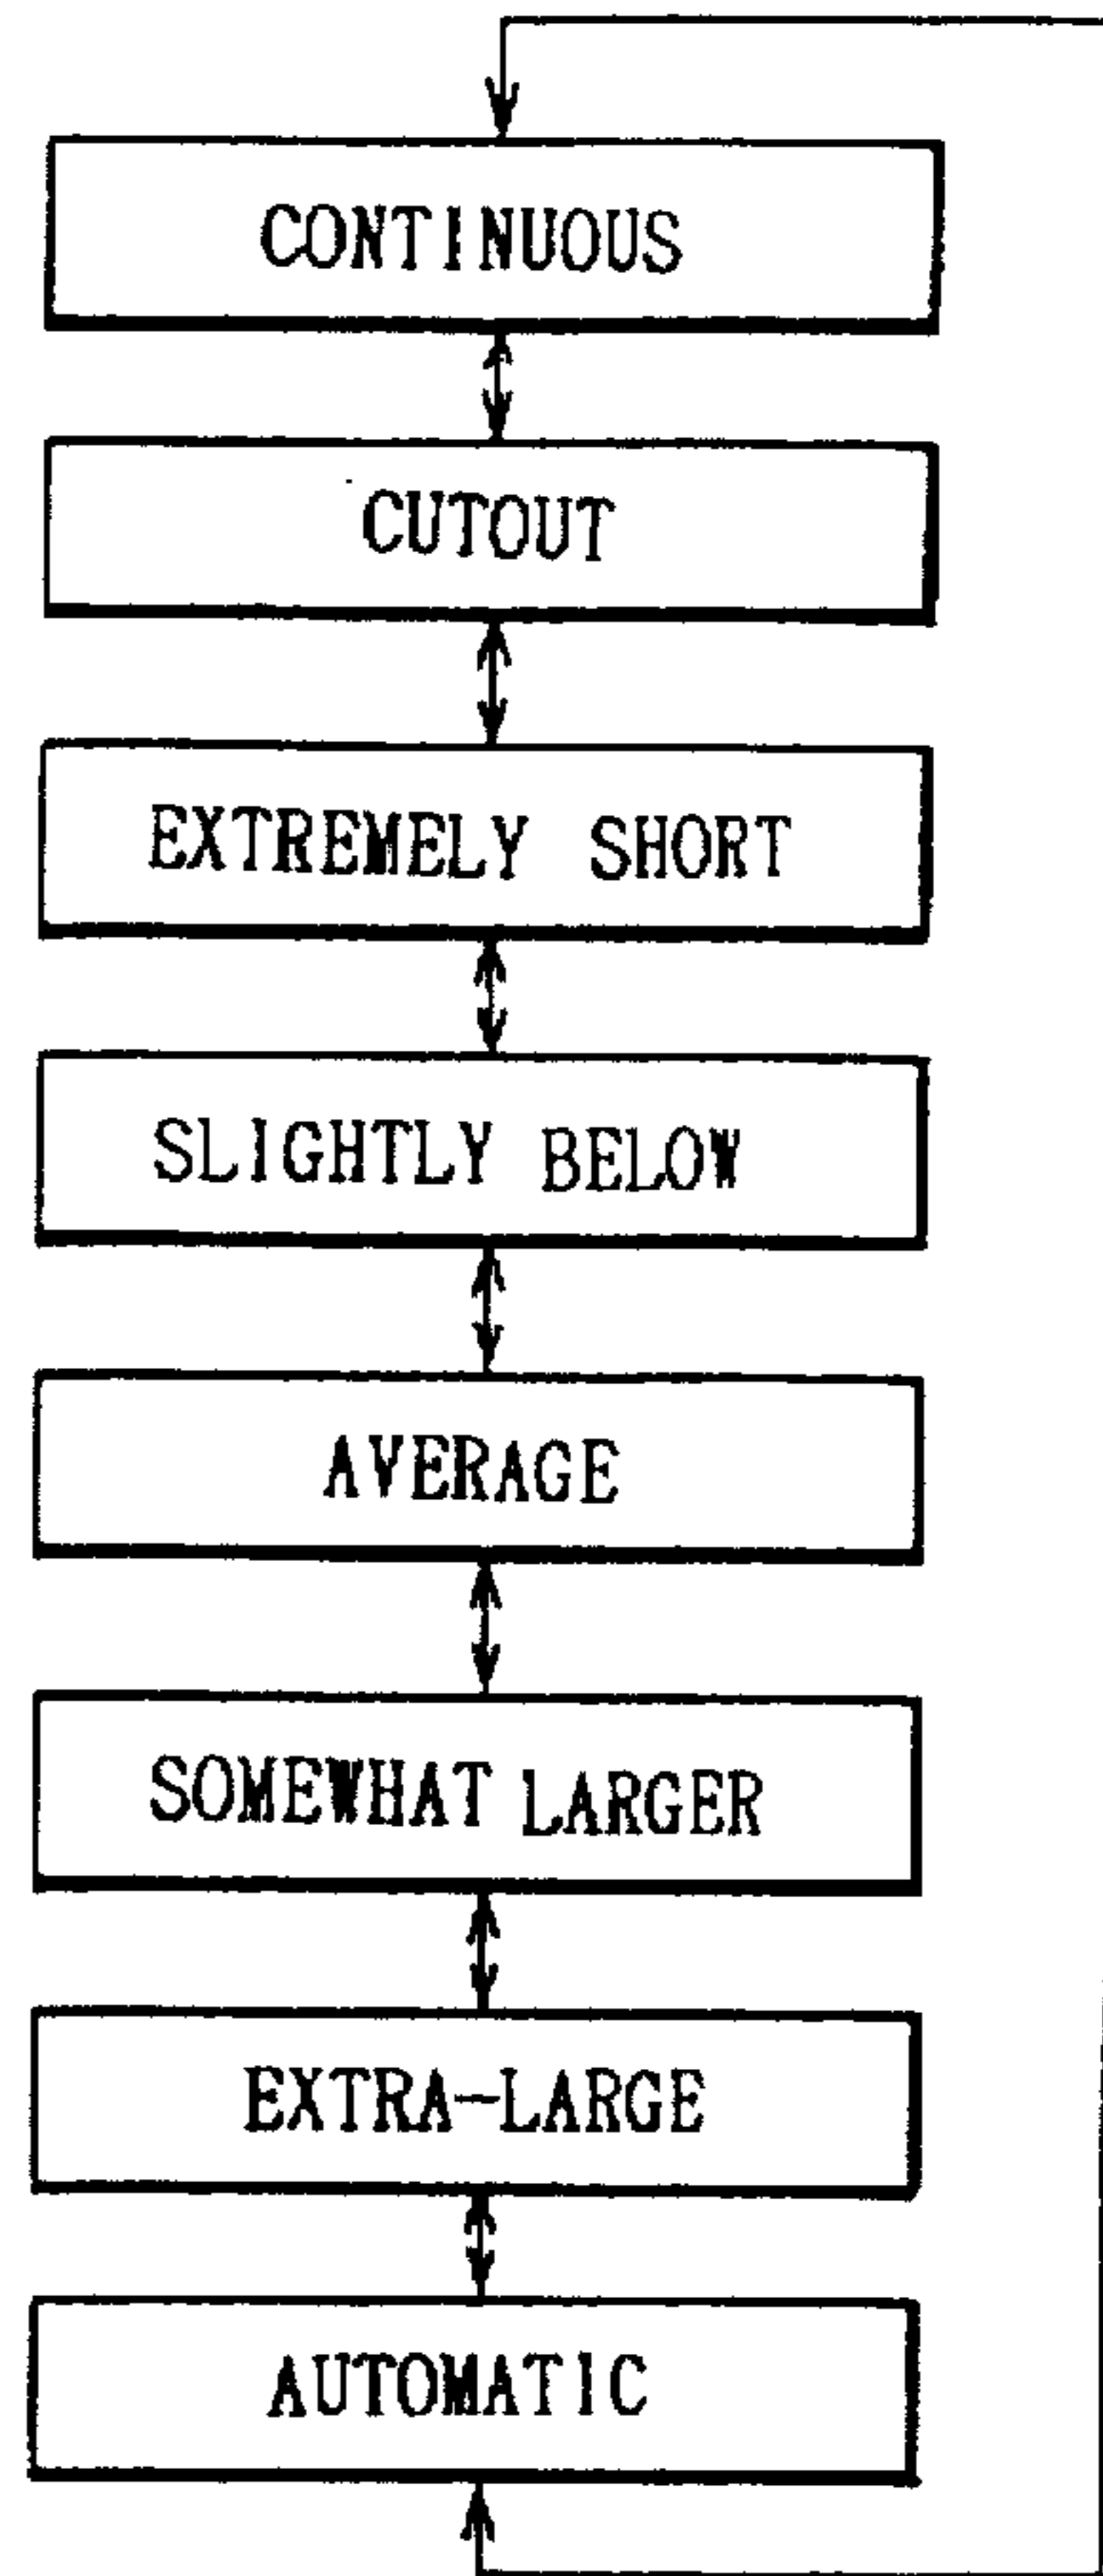 CONTINUOUS
CUTOUT
EXTREMELY SHORT
SLIGHTLY BELOW
AVERAGE
SOMEWHAT LARGER
EXTRA-LARGE
AUTOMATIC